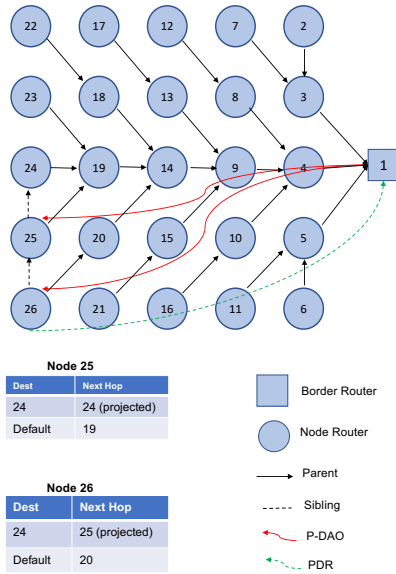 22 17 12 7 2
23 18 13 8 3
24 19 14 9 4 1
25 20 15 10 5
26 21 16 11 6
Node 25
Dest Next Hop
24 24 (projected)
Default 19
Node 26
Dest Next Hop
24 25 (projected)
Default 20
Border Router
Node Router
Parent
Sibling
P-DAO
PDR